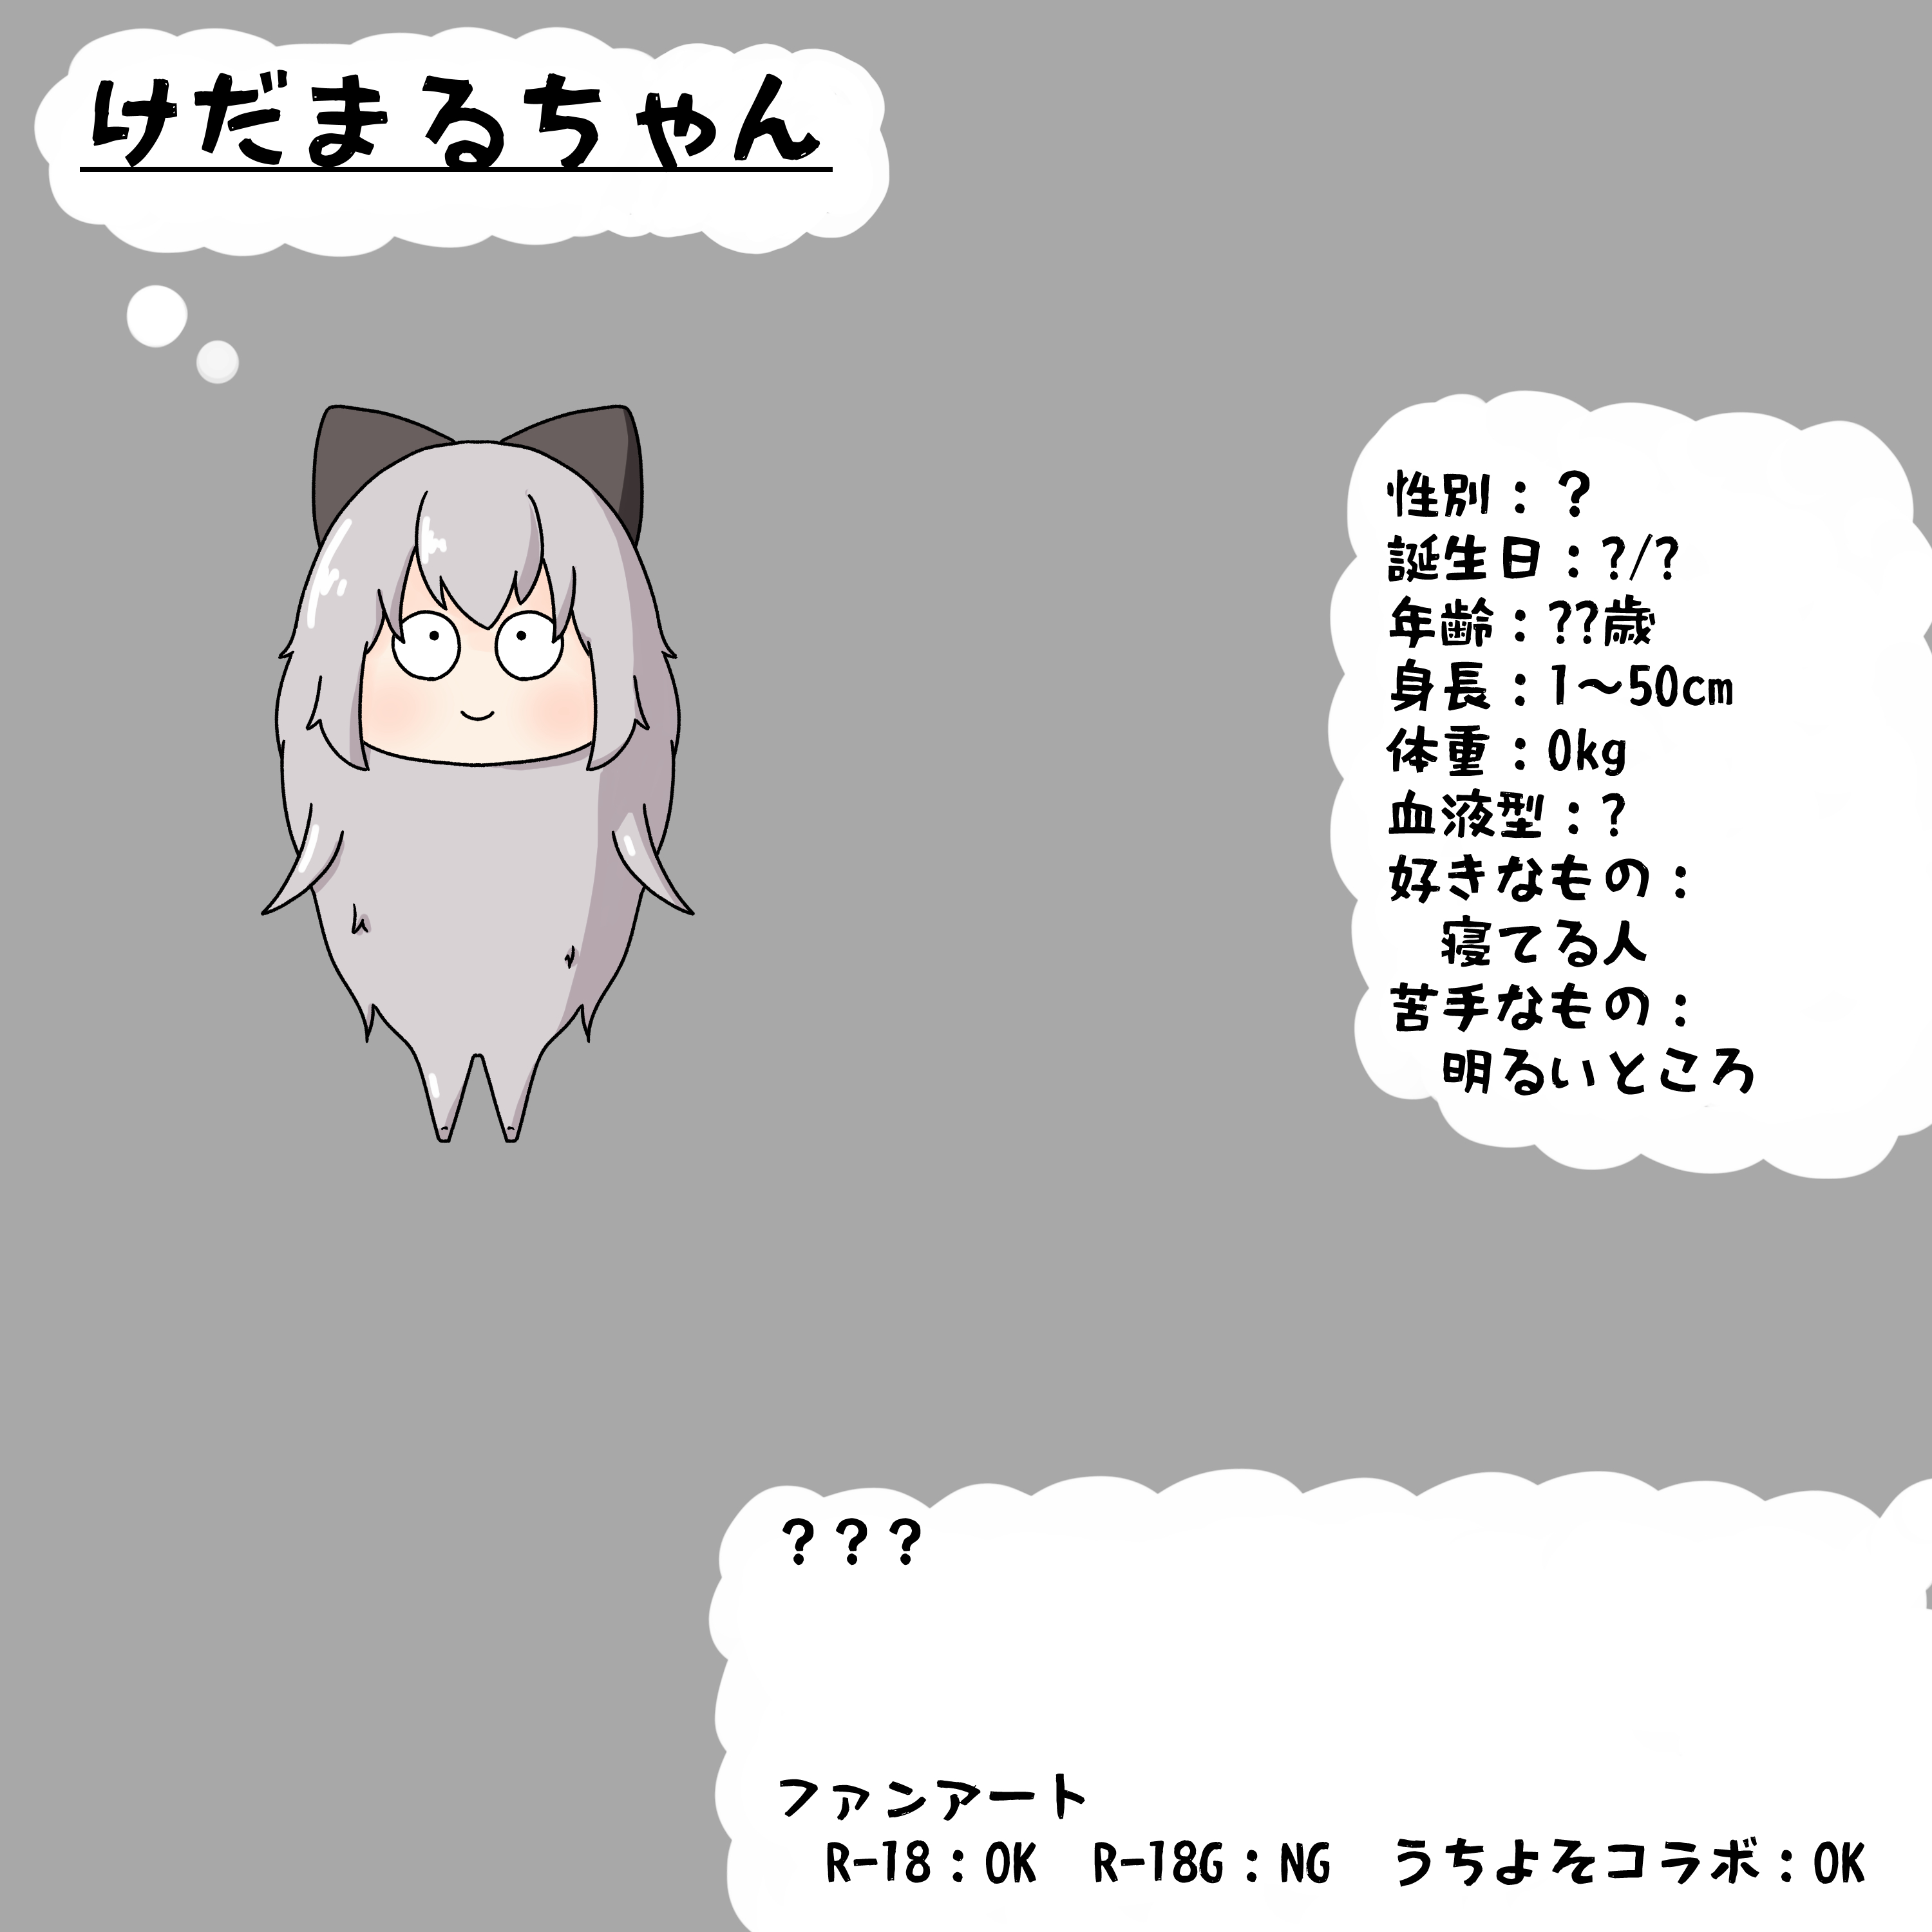 けだまるちゃん
性別：？
誕生日：?/?
年齢：??歳
身長：1～50cm
体重：0kg
血液型：?
好きなもの：
寝てる人
苦手なもの：
明るいところ
？？？
ファンアート
R-18：OK　R-18G：NG　うちよそコラボ：OK